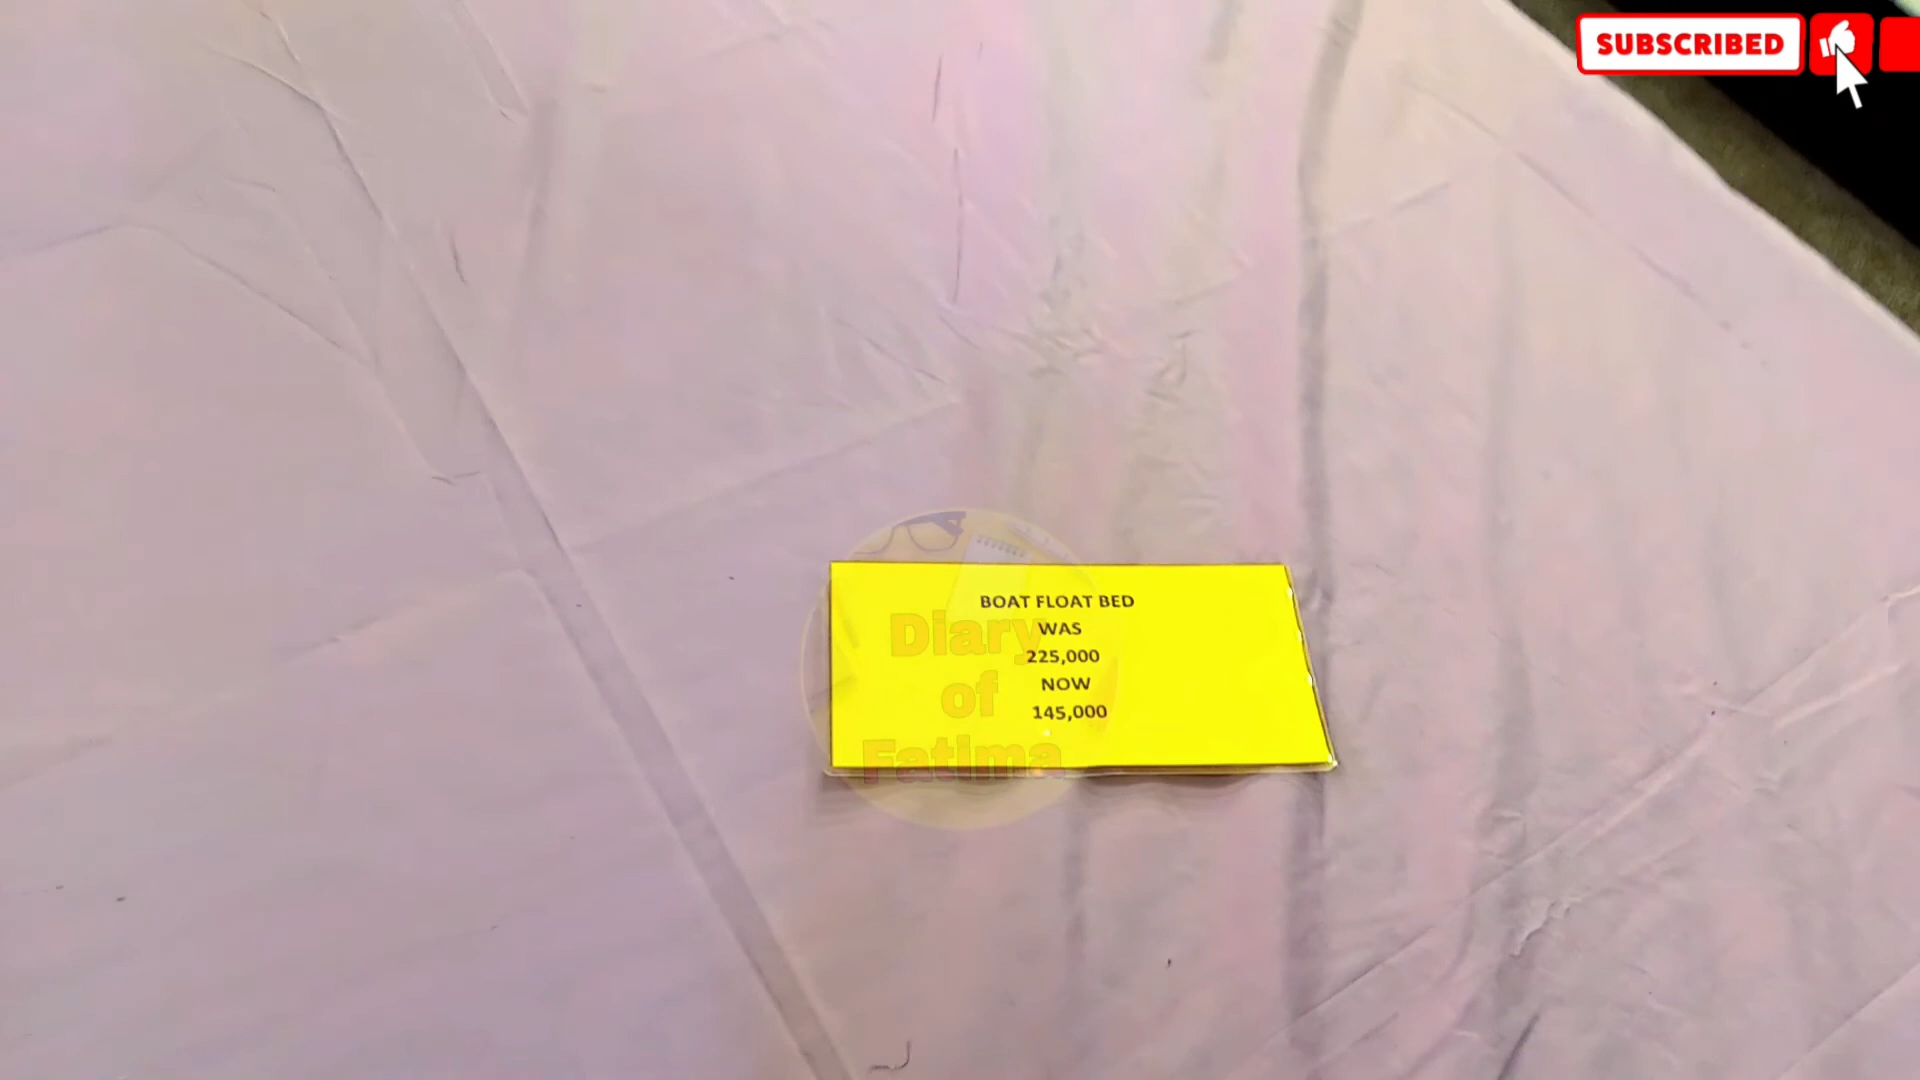 SUBSCRIBED
BOAT FLOAT BED
WAS
225,000
NOW
145,000
Diary
of
Fatima